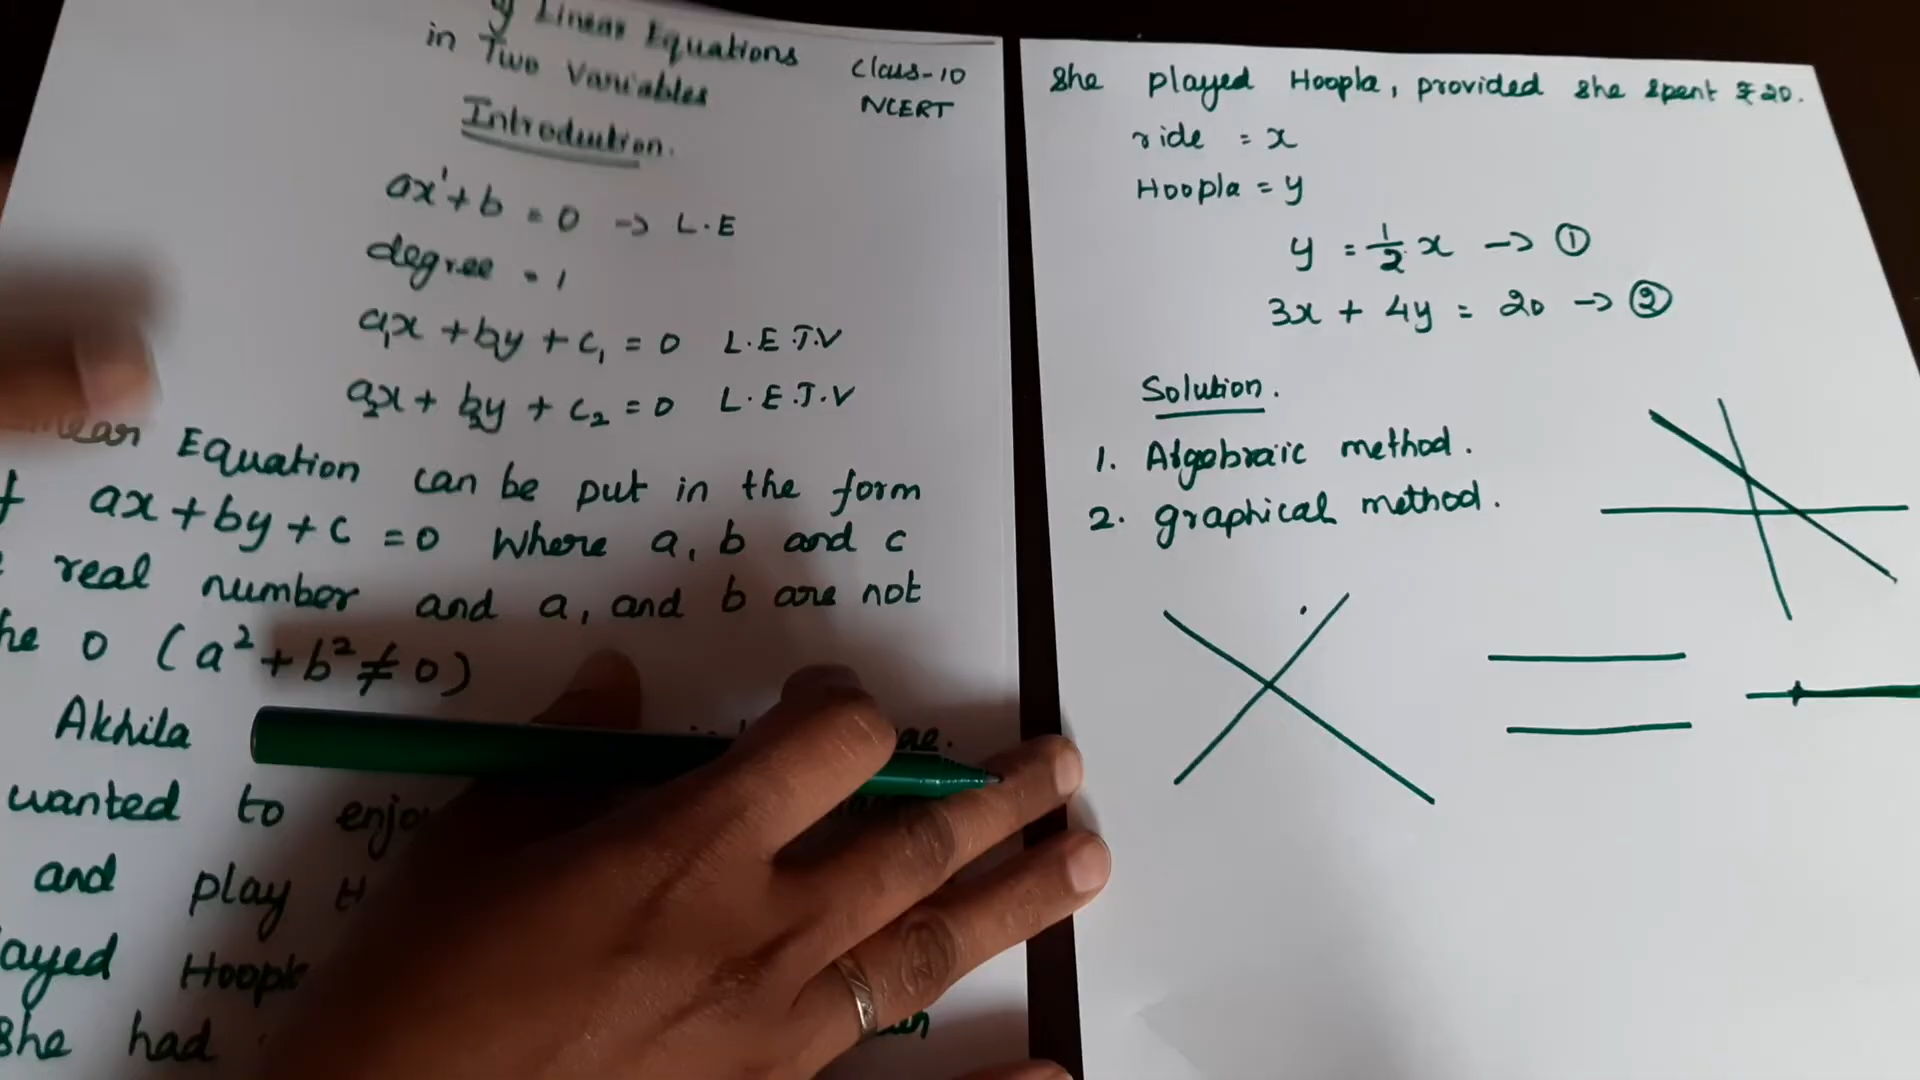 y Linear Equations
in Two Variables
Class-10
NCERT
Introduction.
ax¹ + b = 0 -> L.E
degree = 1
a₁x + b₁y + c₁ = 0 L.E.T.V
a₂x + b₂y + c₂ = 0 L.E.T.V
Equation can be put in the form
ax + by + c = 0 where a, b and c
real number and a, and b are not
0 (a² + b² ≠ 0)
Akhila
wanted to
and play H
ayed Hoopl
she had
She played Hoopla, provided she spent ₹20.
ride = x
Hoopla = y
y = 1/2 x -> ①
3x + 4y = 20 -> ②
Solution.
1. Algebraic method.
2. graphical method.